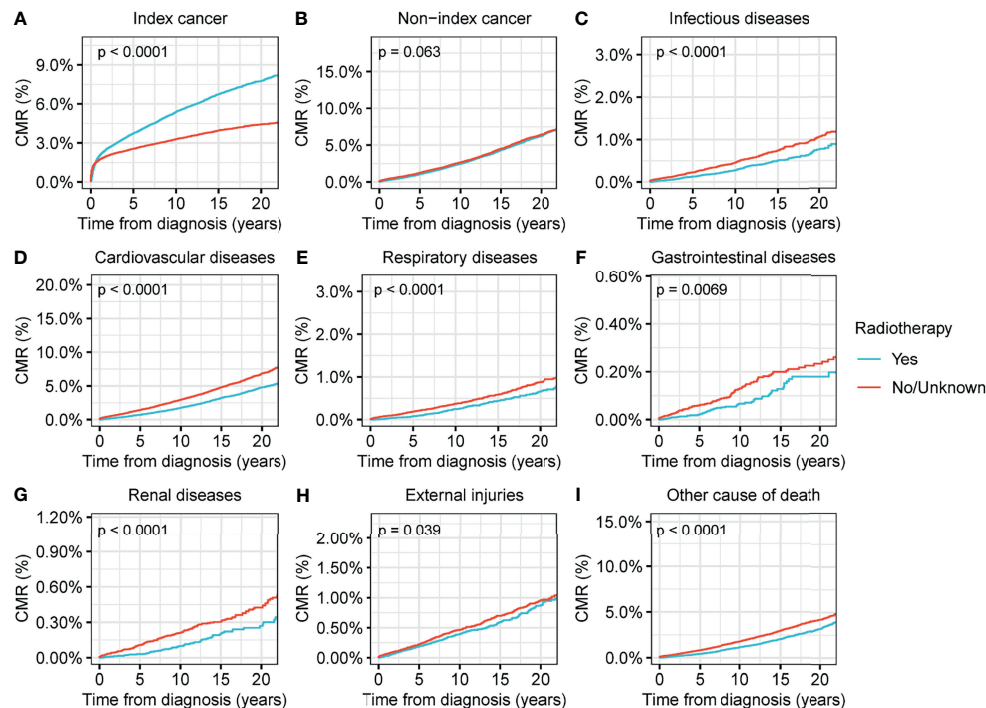 A Index cancer
p < 0.0001
9.0%
6.0%
3.0%
0.0%
CMR (%)
0 5 10 15 20
Time from diagnosis (years)
B Non−index cancer
p = 0.063
15.0%
10.0%
5.0%
0.0%
CMR (%)
0 5 10 15 20
Time from diagnosis (years)
C Infectious diseases
3.0%
p < 0.0001
2.0%
1.0%
0.0%
CMR (%)
0 5 10 15 20
Time from diagnosis (years)
D Cardiovascular diseases
20.0%
p < 0.0001
15.0%
10.0%
5.0%
0.0%
CMR (%)
0 5 10 15 20
Time from diagnosis (years)
E Respiratory diseases
3.0%
p < 0.0001
2.0%
1.0%
0.0%
CMR (%)
0 5 10 15 20
Time from diagnosis (years)
F Gastrointestinal diseases
0.60%
p = 0.0069
0.40%
0.20%
0.00%
CMR (%)
0 5 10 15 20
Time from diagnosis (years)
Radiotherapy
Yes
No/Unknown
G Renal diseases
1.20%
p < 0.0001
0.90%
0.60%
0.30%
0.00%
CMR (%)
0 5 10 15 20
Time from diagnosis (years)
H External injuries
p = 0.039
2.00%
1.50%
1.00%
0.50%
0.00%
CMR (%)
0 5 10 15 20
Time from diagnosis (years)
I Other cause of death
15.0%
p < 0.0001
10.0%
5.0%
0.0%
CMR (%)
0 5 10 15 20
Time from diagnosis (years)